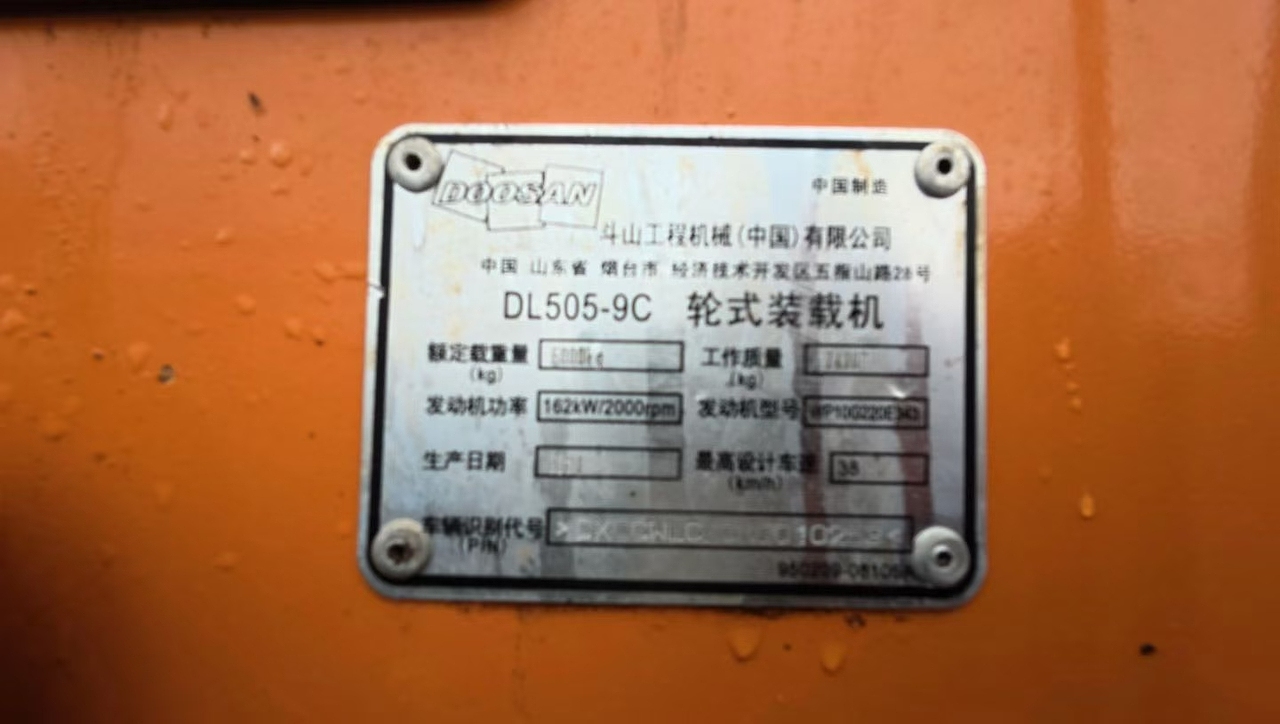 DOOSAN
中国制造
斗山工程机械(中国)有限公司
中国 山东省 烟台市 经济技术开发区五指山路28号
DL505-9C 轮式装载机
额定载重量 (kg) 5000kg 工作质量 (kg)
发动机功率 162kW/2000rpm 发动机型号 WP10G220E343
生产日期 最高设计车速 (km/h) 38
车辆识别代号 (PIN)